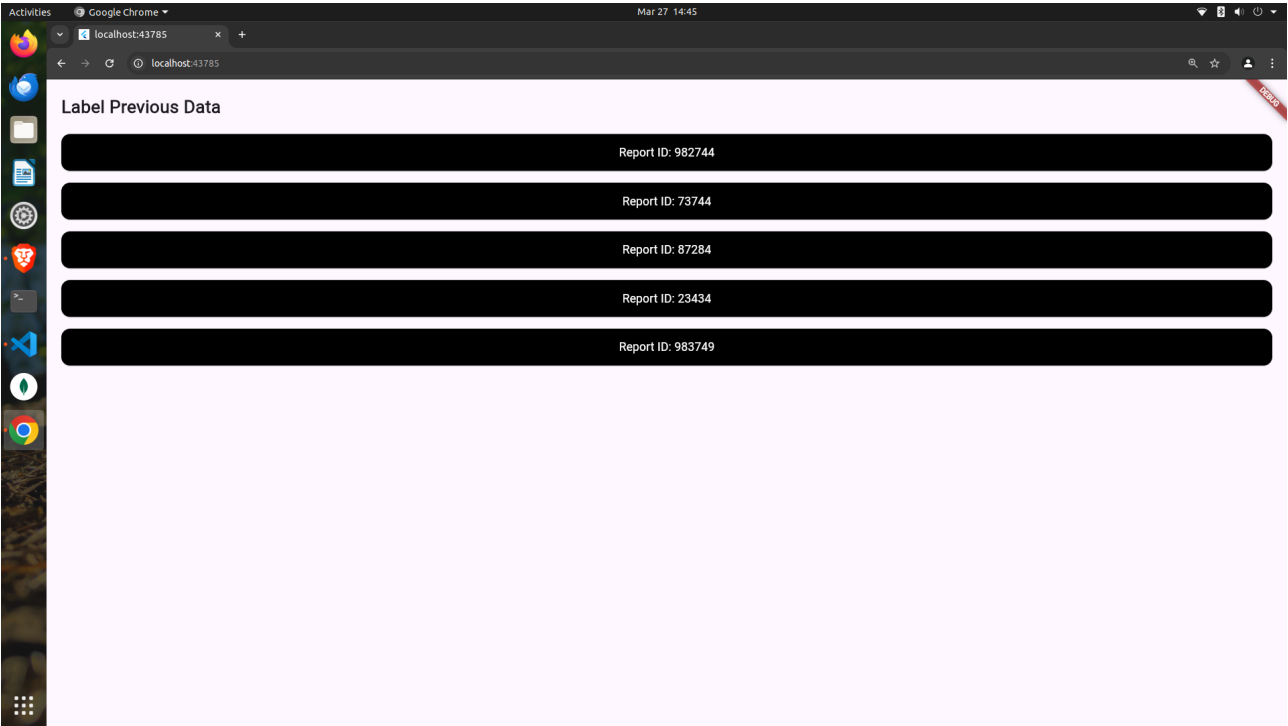 Activities Google Chrome Mar 27 14:45
localhost:43785
localhost:43785
DEBUG
Label Previous Data
Report ID: 982744
Report ID: 73744
Report ID: 87284
Report ID: 23434
Report ID: 983749